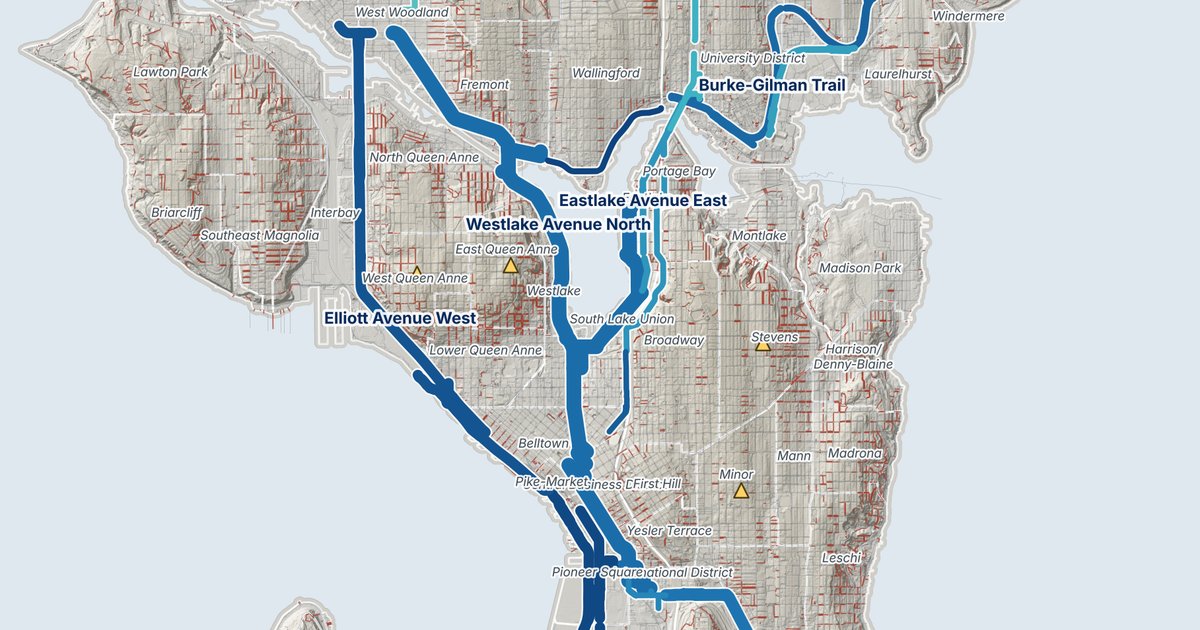 West Woodland
Windermere
University District
Lawton Park
Wallingford
Laurelhurst
Fremont
Burke-Gilman Trail
North Queen Anne
Portage Bay
Eastlake Avenue East
Briarcliff
Interbay
Westlake Avenue North
Southeast Magnolia
Montlake
East Queen Anne
Madison Park
West Queen Anne
Westlake
Elliott Avenue West
South Lake Union
Stevens
Broadway
Lower Queen Anne
Harrison/
Denny-Blaine
Belltown
Mann
Madrona
Minor
Pike-Market
Business
First Hill
Yesler Terrace
Leschi
Pioneer Square
national District